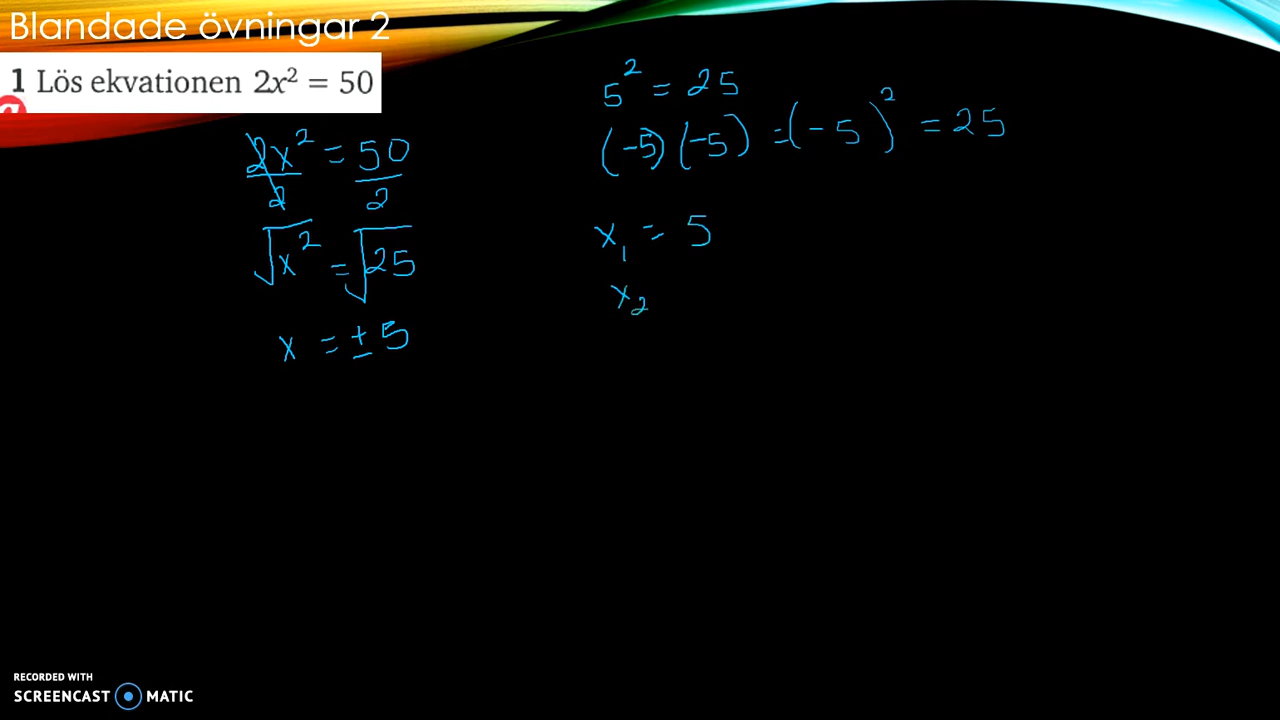 Blandade övningar 2
1 Lös ekvationen 2x² = 50
2x² = 50
2 2
√x² = √25
x = ±5
5² = 25
(-5)(-5) = (-5)² = 25
x₁ = 5
x₂
RECORDED WITH
SCREENCAST MATIC